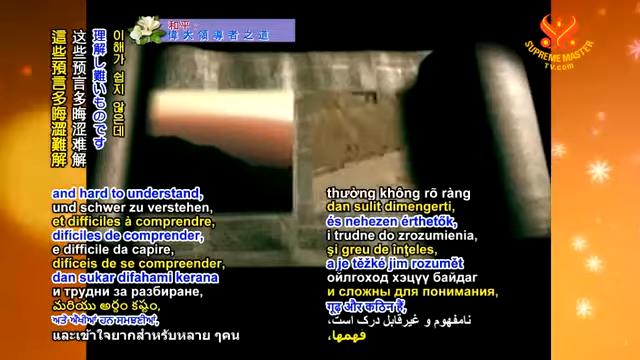 和平 -
偉大領導者之道
SUPREME MASTER
TV.com
이해가 쉽지 않은데
理解し難いものです
这些预言多晦涩难解
這些預言多晦澀難解
and hard to understand,
und schwer zu verstehen,
et difficiles à comprendre,
difíciles de comprender,
e difficile da capire,
difíceis de se compreender,
dan sukar difahami kerana
и трудни за разбиране,
మరియు అర్థం కష్టం,
ਅਤੇ ਔਖੀਆਂ ਹਨ ਸਮਝਣੀਆਂ,
และเข้าใจยากสำหรับหลาย ๆคน
thường không rõ ràng
dan sulit dimengerti
és nehezen érthetők,
i trudne do zrozumienia,
şi greu de înţeles,
a je těžké jim rozumět
ойлгоход хэцүү байдаг
и сложны для понимания,
गूढ़ और कठिन हैं,
نامفهوم و غیرقابل درک است،
فهمها،